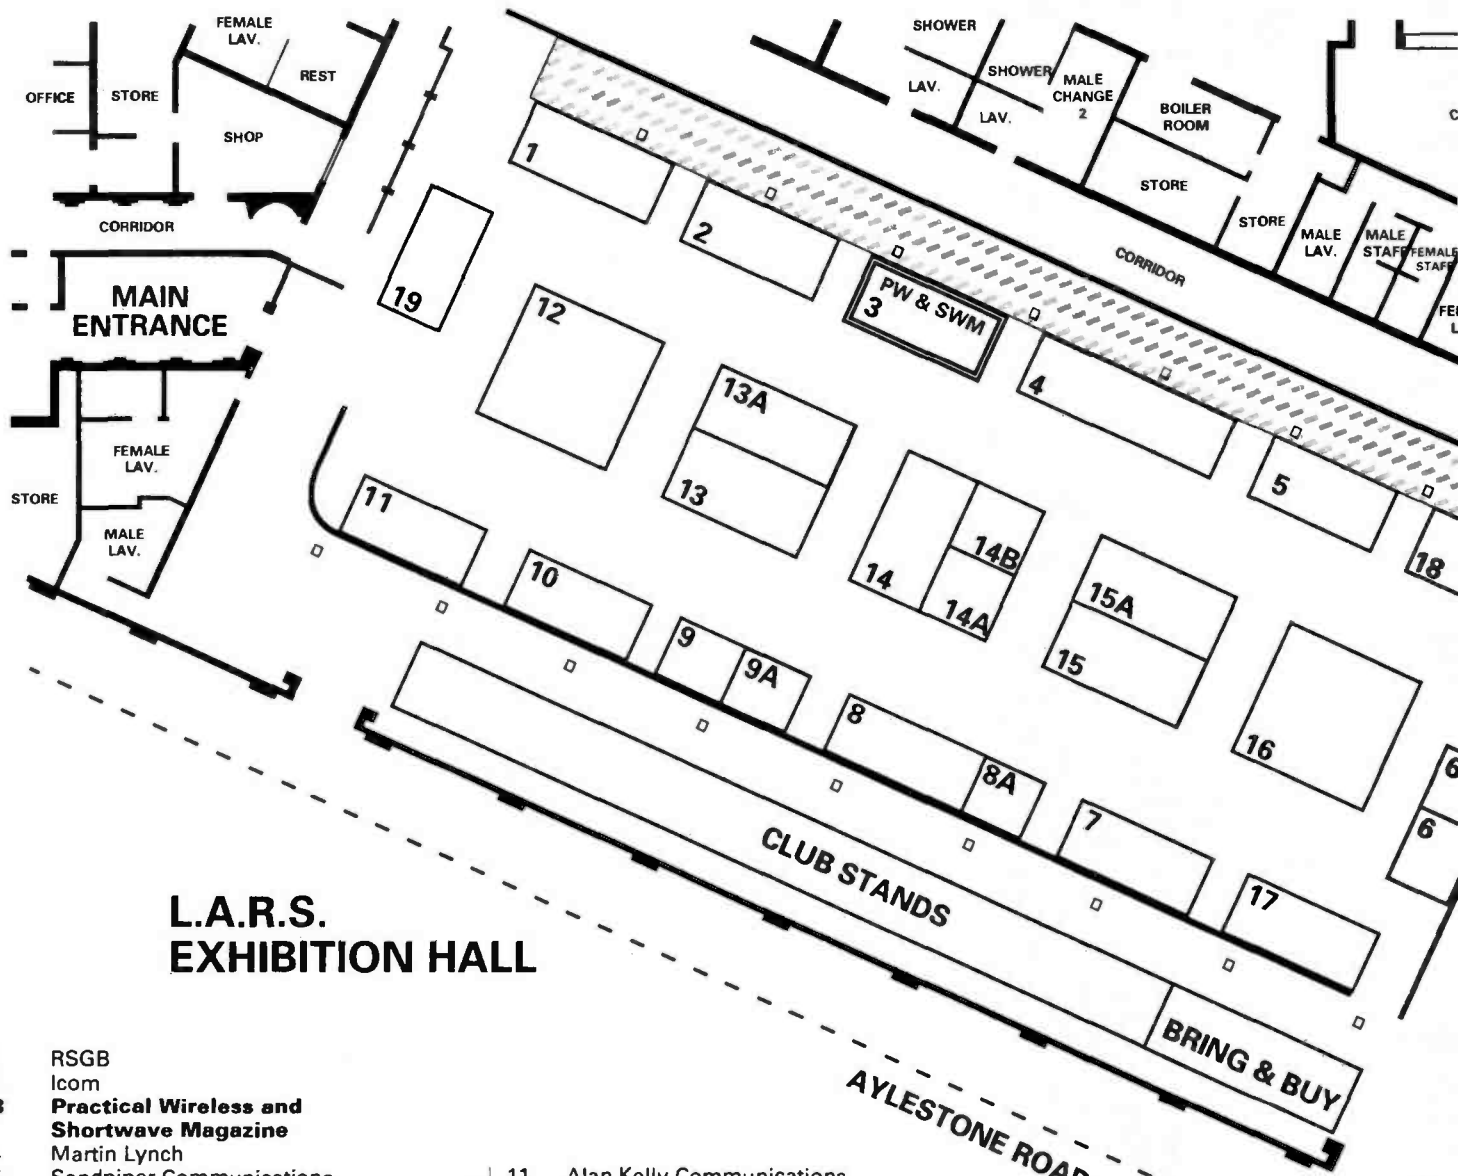 FEMALE
LAV.
OFFICE
STORE
REST
SHOP
CORRIDOR
MAIN
ENTRANCE
FEMALE
LAV.
STORE
MALE
LAV.
SHOWER
LAV.
SHOWER
LAV.
MALE
CHANGE
2
BOILER
ROOM
STORE
STORE
MALE
LAV.
MALE
STAFF
FEMALE
STAFF
CORRIDOR
1
2
PW & SWM
3
4
5
18
19
12
13A
13
14
14B
14A
15A
15
16
6
6
11
10
9
9A
8
8A
7
17
CLUB STANDS
BRING & BUY
AYLESTONE ROAD
L.A.R.S.
EXHIBITION HALL
RSGB
Icom
3 Practical Wireless and
Shortwave Magazine
Martin Lynch
Sandpiper Communications
11 Alan Kelly Communications